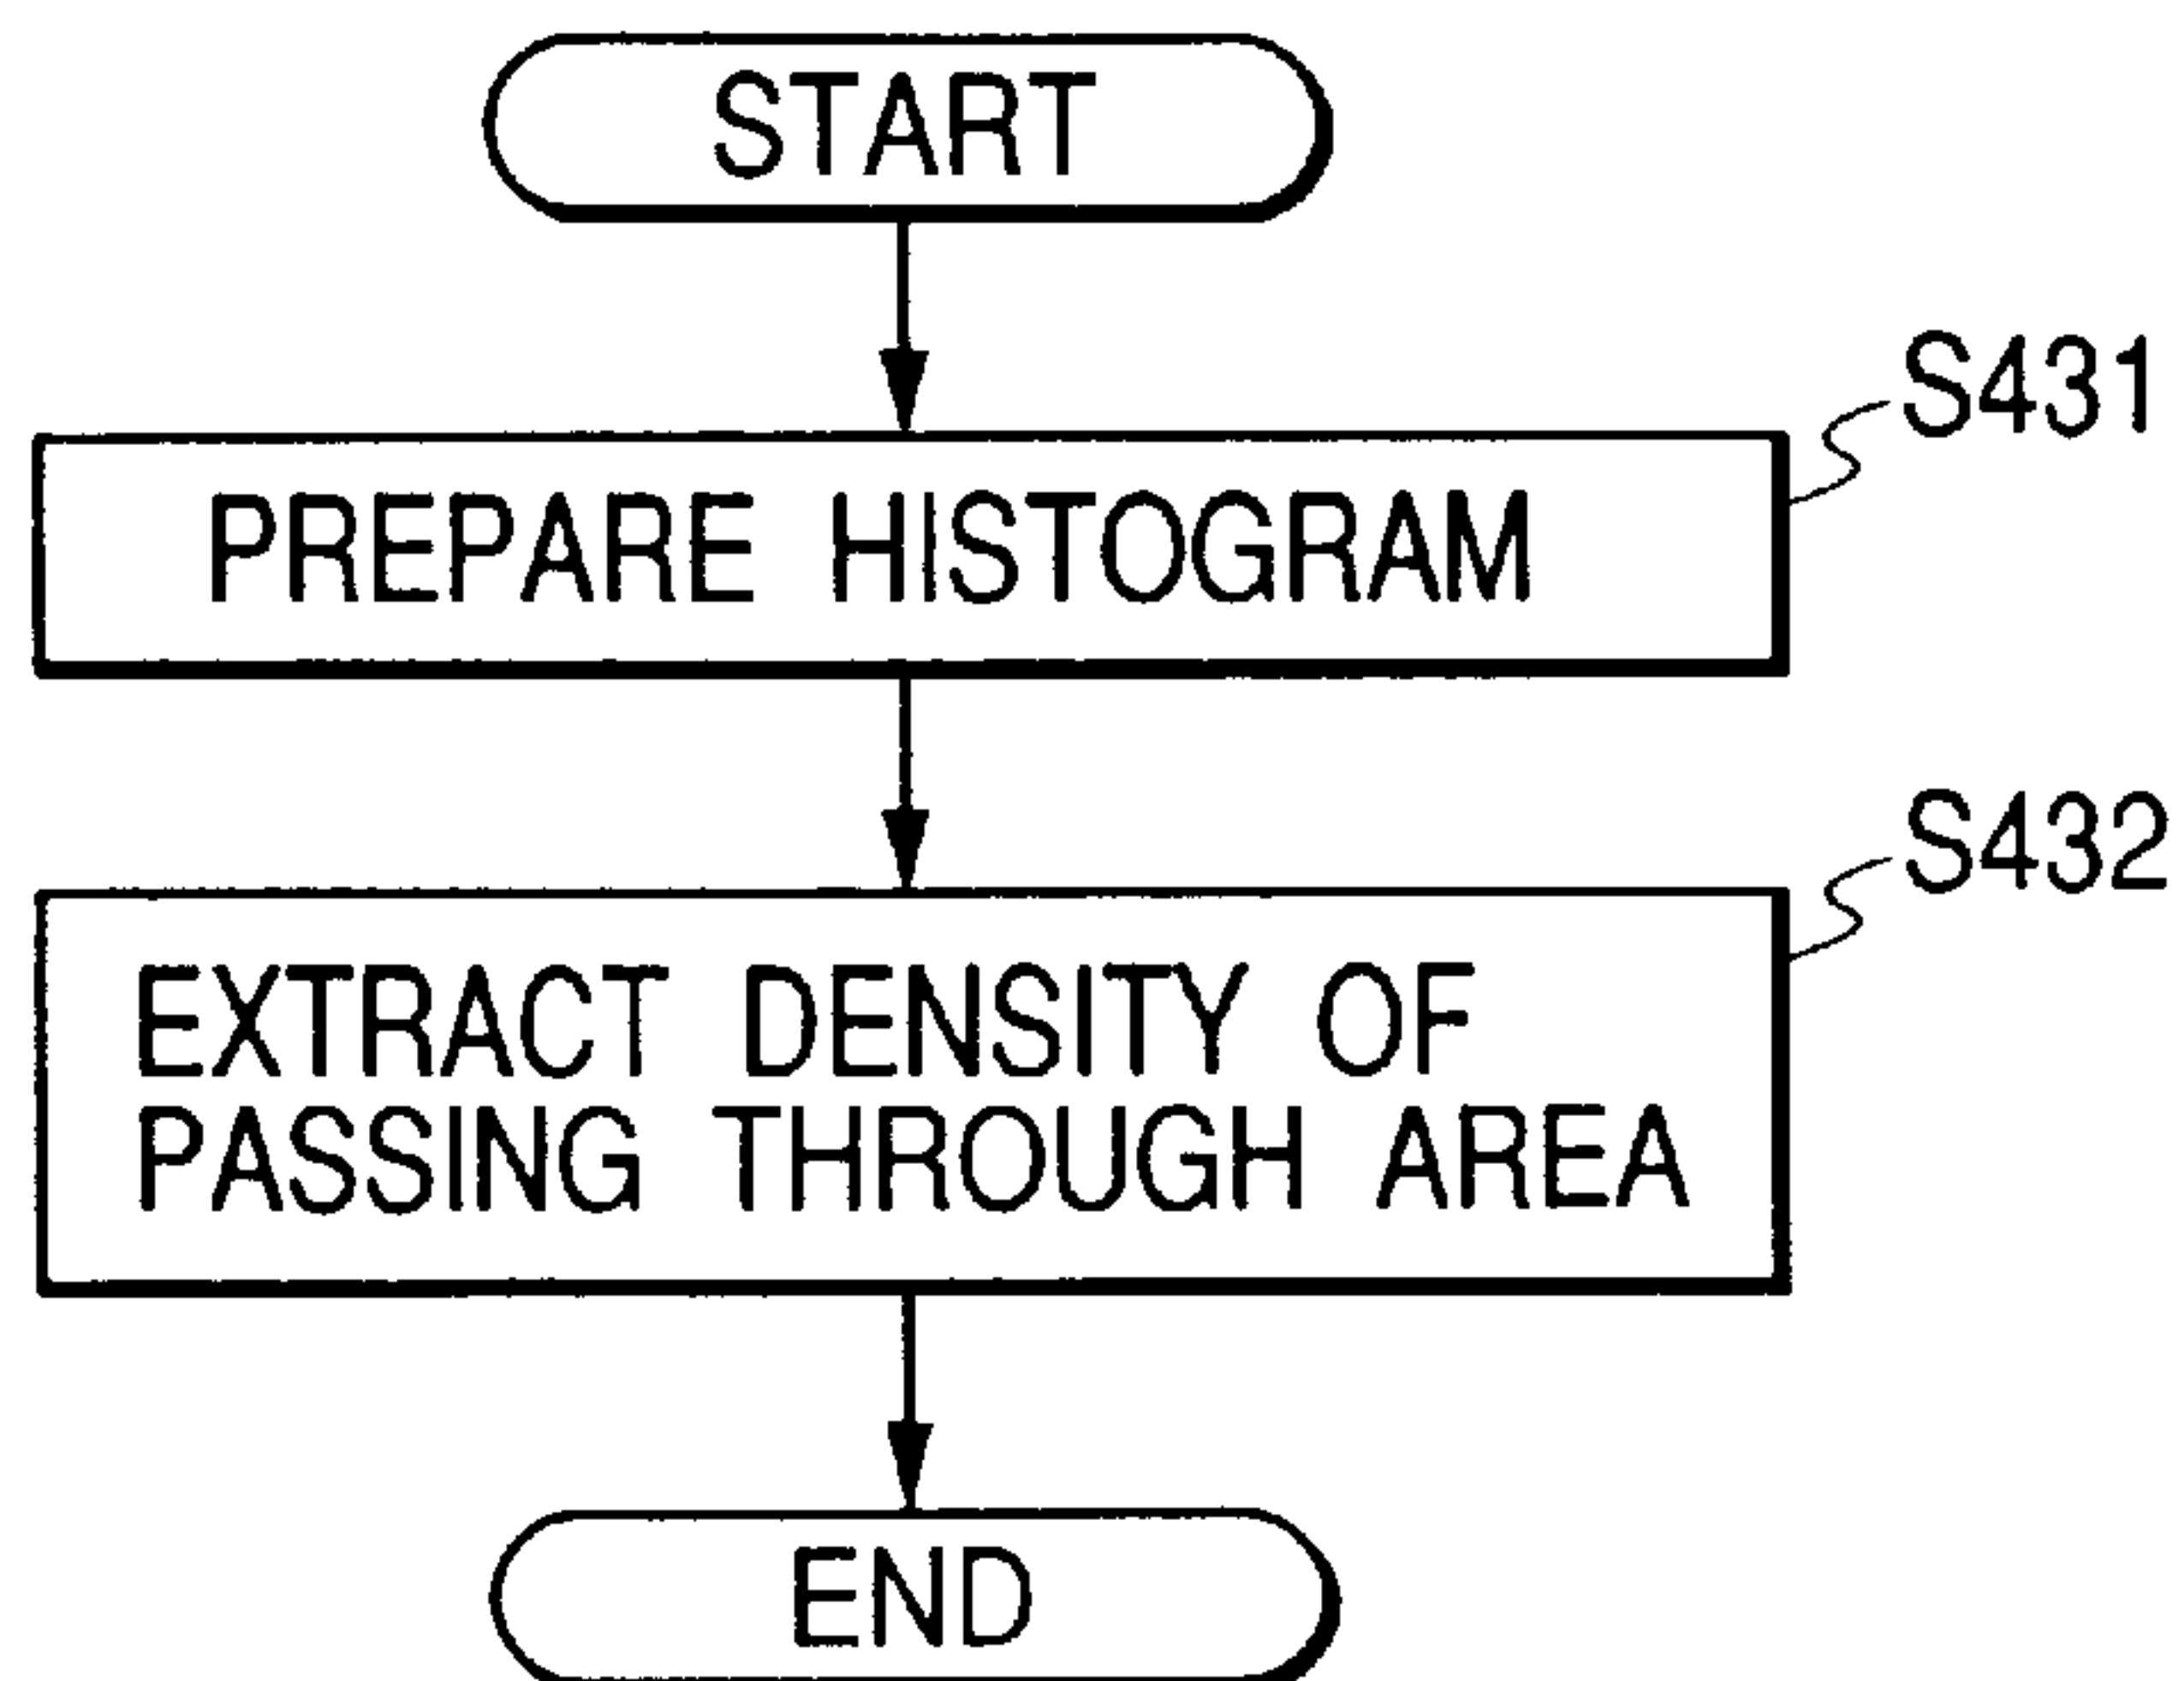 START
S431
PREPARE HISTOGRAM
S432
EXTRACT DENSITY OF
PASSING THROUGH AREA
END